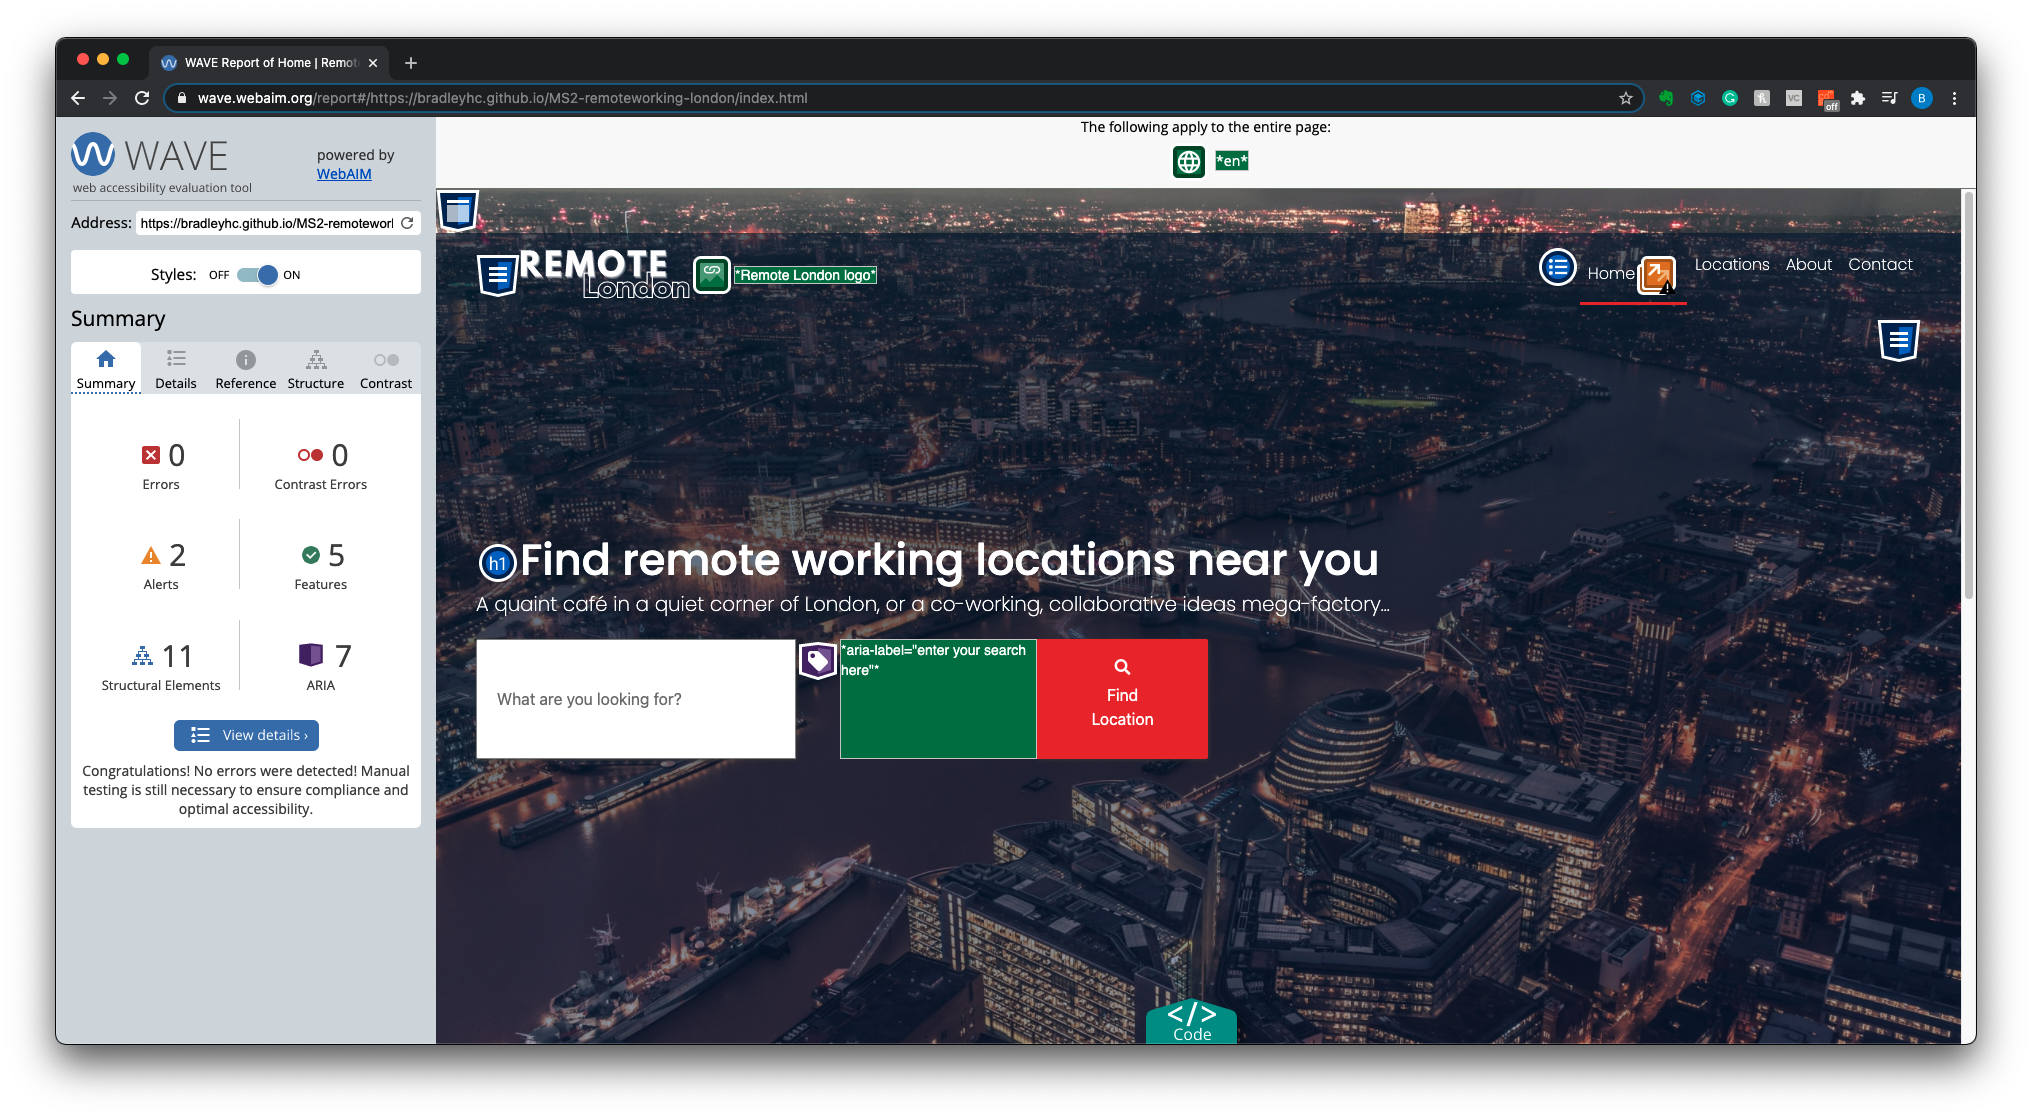 WAVE Report of Home | Remot
wave.webaim.org/report#/https://bradleyhc.github.io/MS2-remoteworking-london/index.html
VC
off
B
WAVE
web accessibility evaluation tool
powered by
WebAIM
Address:
https://bradleyhc.github.io/MS2-remotewor
Styles: OFF ON
Summary
Summary Details Reference Structure Contrast
0
Errors
0
Contrast Errors
2
Alerts
5
Features
11
Structural Elements
7
ARIA
View details ›
Congratulations! No errors were detected! Manual
testing is still necessary to ensure compliance and
optimal accessibility.
The following apply to the entire page:
*en*
REMOTE
London
*Remote London logo*
Home
Locations
About
Contact
h1
Find remote working locations near you
A quaint café in a quiet corner of London, or a co-working, collaborative ideas mega-factory...
What are you looking for?
*aria-label="enter your search
here"*
Find
Location
</>
Code